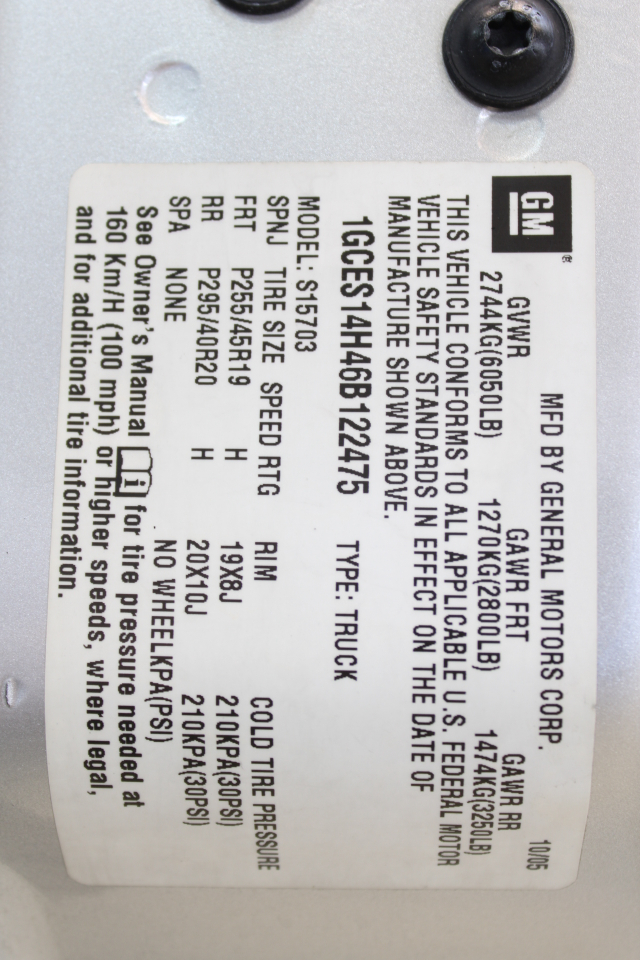 GM®
MFD BY GENERAL MOTORS CORP. 10/05
GVWR GAWR FRT GAWR RR
2744KG(6050LB) 1270KG(2800LB) 1474KG(3250LB)
THIS VEHICLE CONFORMS TO ALL APPLICABLE U.S. FEDERAL MOTOR
VEHICLE SAFETY STANDARDS IN EFFECT ON THE DATE OF
MANUFACTURE SHOWN ABOVE.
1GCES14H46B122475 TYPE: TRUCK
MODEL: S15703
SPNJ TIRE SIZE SPEED RTG RIM COLD TIRE PRESSURE
FRT P255/45R19 H 19X8J 210KPA(30PSI)
RR P295/40R20 H 20X10J 210KPA(30PSI)
SPA NONE NO WHEELKPA(PSI)
See Owner's Manual i for tire pressure needed at
160 Km/H (100 mph) or higher speeds, where legal,
and for additional tire information.